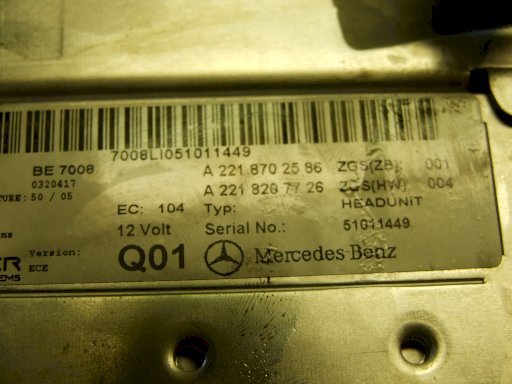 7008LI051011449
BE 7008
A 221 870 25 86 ZGS(ZB): 001
0320417
A 221 820 77 26 ZGS(HW): 004
TURE: 50 / 05
EC: 104 Typ: HEADUNIT
ms
12 Volt Serial No.: 51011449
Version: Q01 Mercedes-Benz
ECE